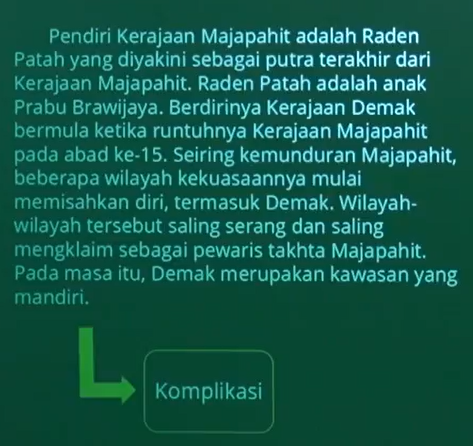 Pendiri Kerajaan Majapahit adalah Raden
Patah yang diyakini sebagai putra terakhir dari
Kerajaan Majapahit. Raden Patah adalah anak
Prabu Brawijaya. Berdirinya Kerajaan Demak
bermula ketika runtuhnya Kerajaan Majapahit
pada abad ke-15. Seiring kemunduran Majapahit,
beberapa wilayah kekuasaannya mulai
memisahkan diri, termasuk Demak. Wilayah-
wilayah tersebut saling serang dan saling
mengklaim sebagai pewaris takhta Majapahit.
Pada masa itu, Demak merupakan kawasan yang
mandiri.
Komplikasi